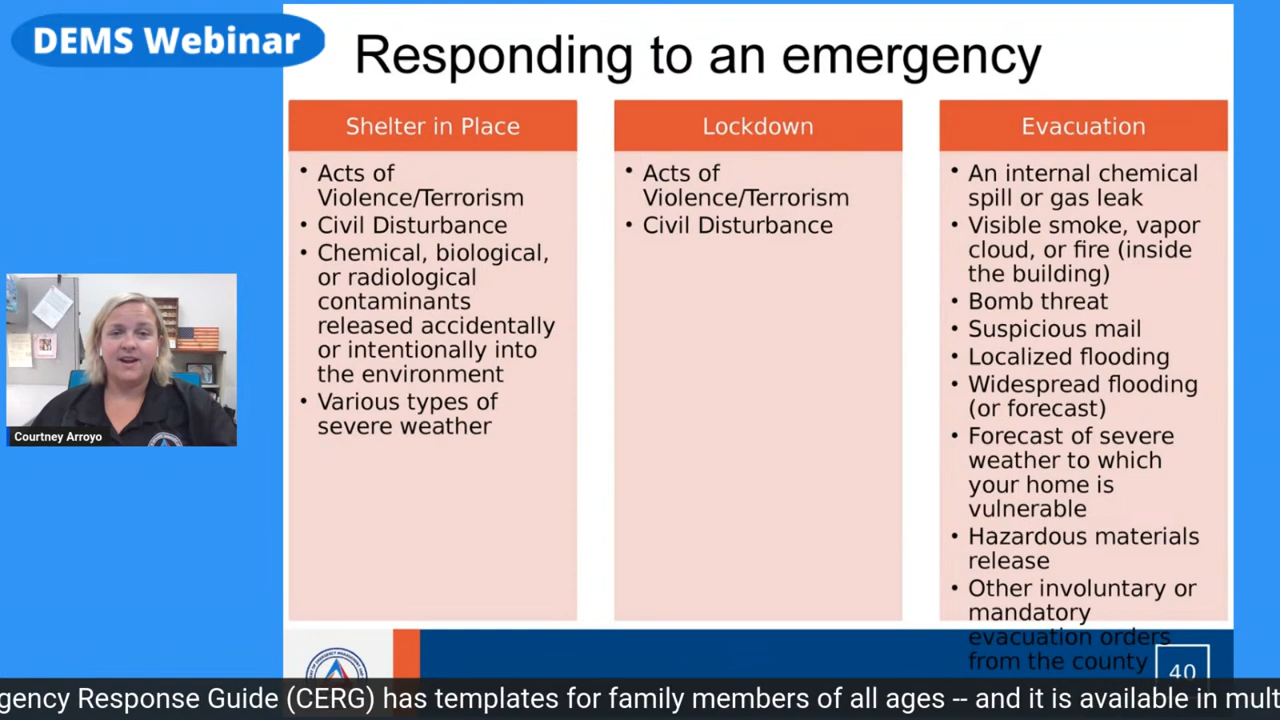 DEMS Webinar
Responding to an emergency
Shelter in Place
• Acts of
Violence/Terrorism
• Civil Disturbance
• Chemical, biological,
or radiological
contaminants
released accidentally
or intentionally into
the environment
• Various types of
severe weather
Lockdown
• Acts of
Violence/Terrorism
• Civil Disturbance
Evacuation
• An internal chemical
spill or gas leak
• Visible smoke, vapor
cloud, or fire (inside
the building)
• Bomb threat
• Suspicious mail
• Localized flooding
• Widespread flooding
(or forecast)
• Forecast of severe
weather to which
your home is
vulnerable
• Hazardous materials
release
• Other involuntary or
mandatory
evacuation orders
from the county
Courtney Arroyo
40
gency Response Guide (CERG) has templates for family members of all ages -- and it is available in mult